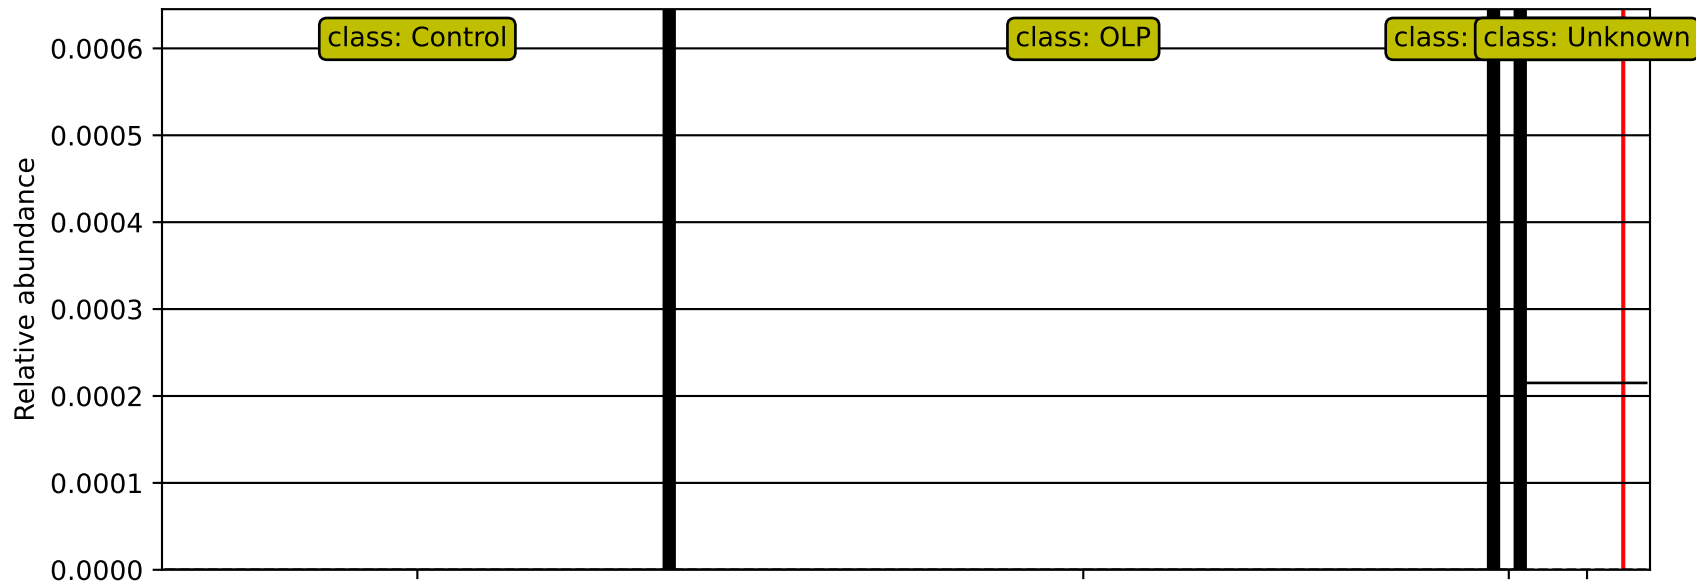 class: Control
class: OLP
class:
class: Unknown
0.0006
0.0005
0.0004
0.0003
0.0002
0.0001
0.0000
Relative abundance